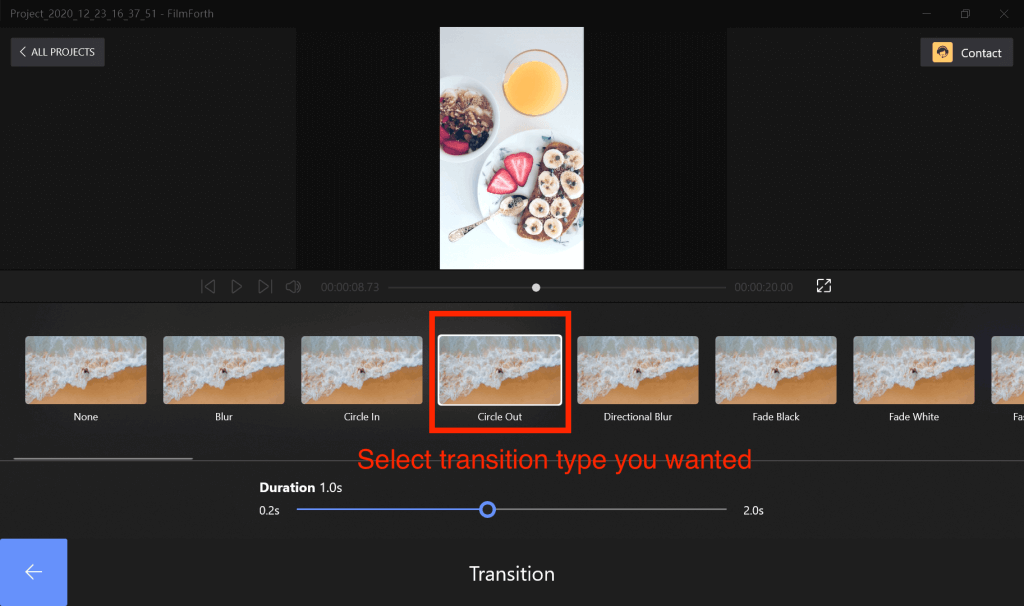 Project_2020_12_23_16_37_51 - FilmForth
ALL PROJECTS
Contact
00:00:08.73
00:00:20.00
None
Blur
Circle In
Circle Out
Directional Blur
Fade Black
Fade White
Select transition type you wanted
Duration 1.0s
0.2s
2.0s
Transition